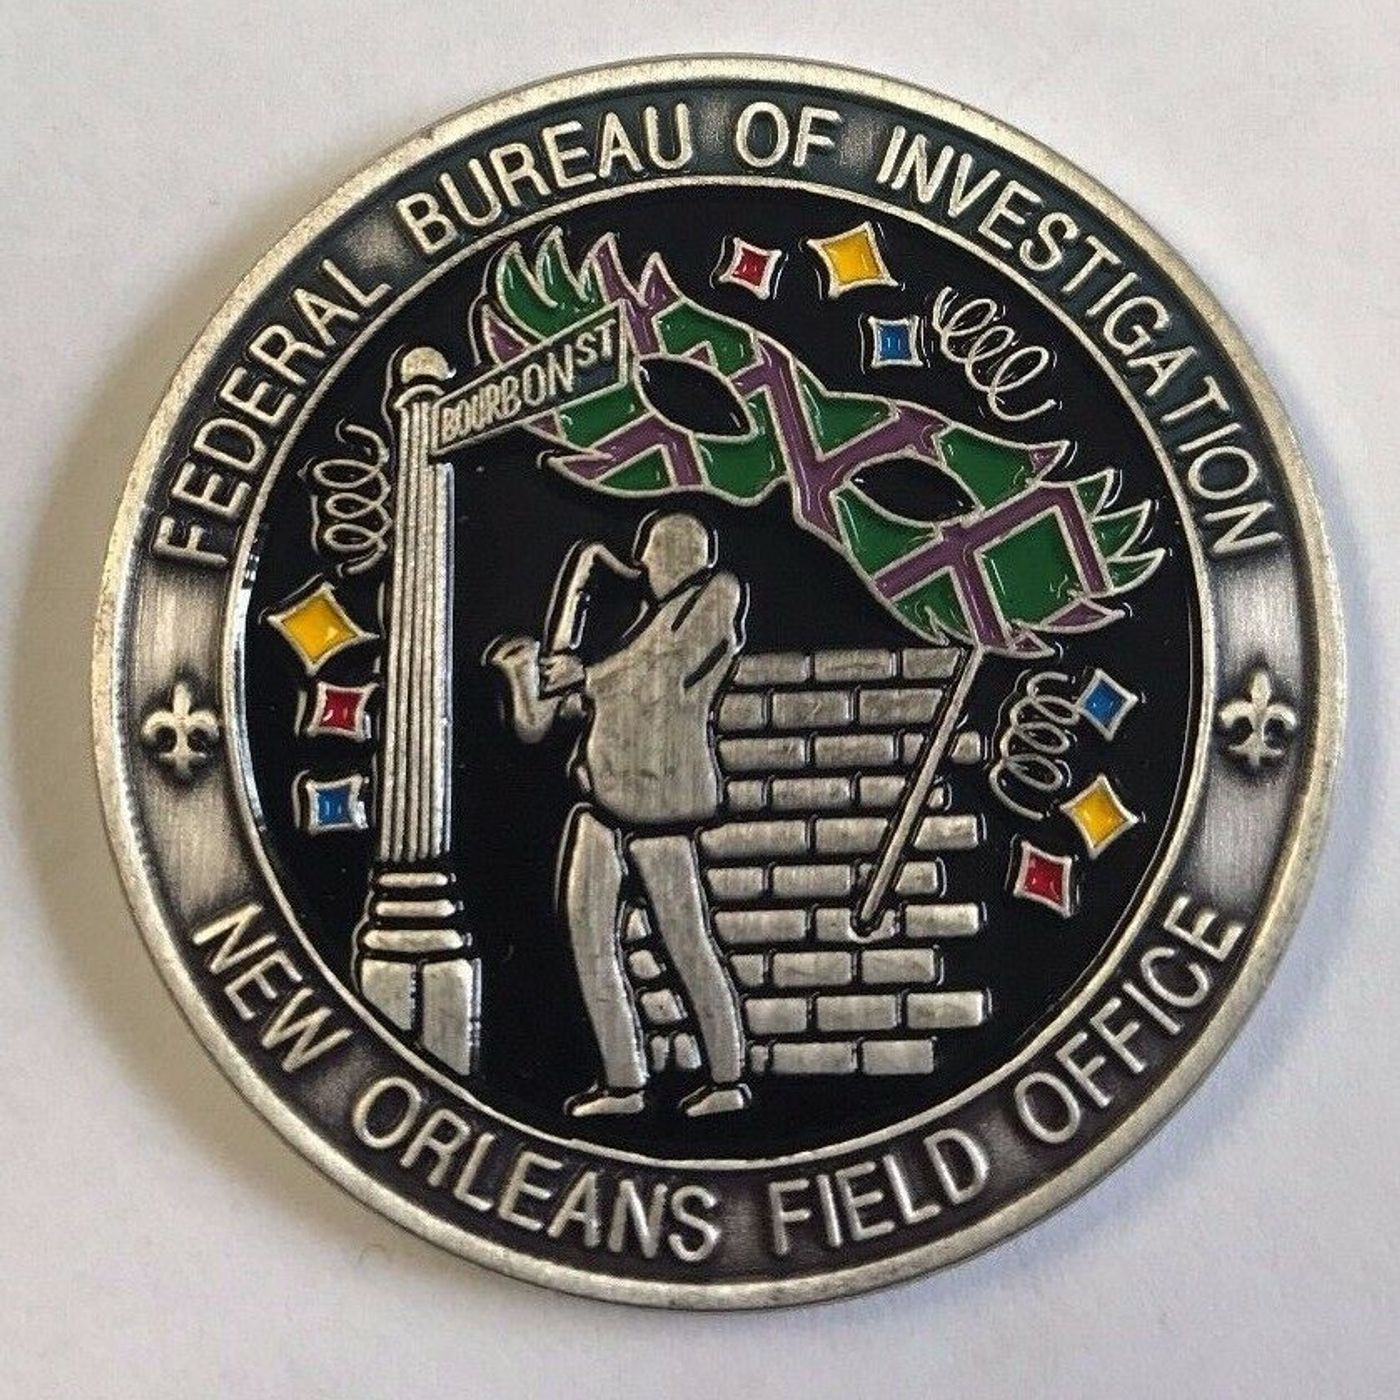 FEDERAL BUREAU OF INVESTIGATION
BOURBON ST
NEW ORLEANS FIELD OFFICE